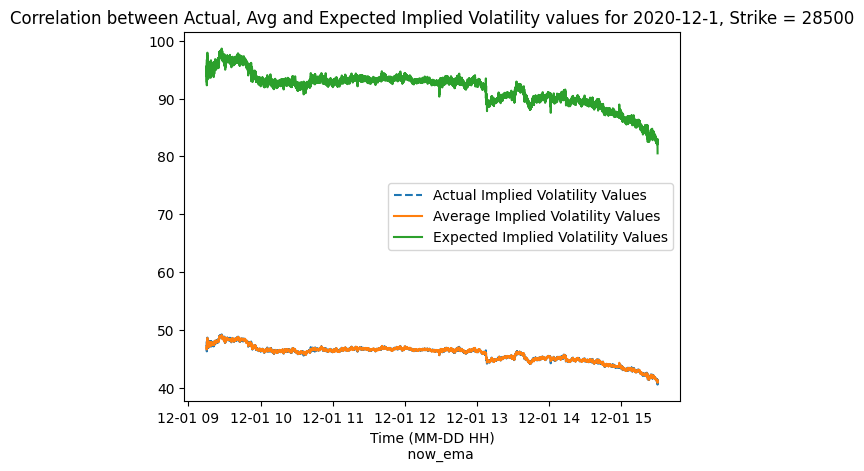 Correlation between Actual, Avg and Expected Implied Volatility values for 2020-12-1, Strike = 28500
100
90
80
70
60
50
40
Actual Implied Volatility Values
Average Implied Volatility Values
Expected Implied Volatility Values
12-01 09 12-01 10 12-01 11 12-01 12 12-01 13 12-01 14 12-01 15
Time (MM-DD HH)
now_ema